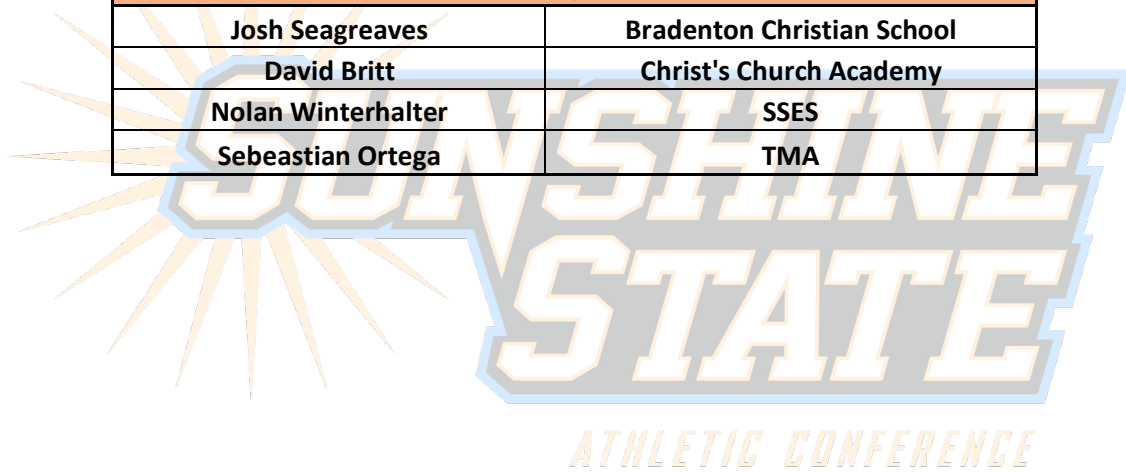 Josh Seagreaves Bradenton Christian School
David Britt Christ's Church Academy
Nolan Winterhalter SSES
Sebeastian Ortega TMA
SUNSHINE
STATE
ATHLETIC CONFERENCE